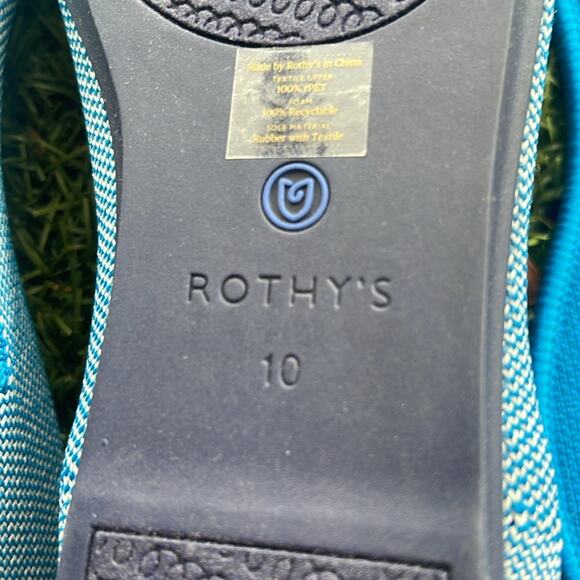 Made by Rothy's in China
TEXTILE UPPER
100% rPET
FOAM
100% Recyclable
SOLE MATERIAL
Rubber with Textile
ROTHY'S
10